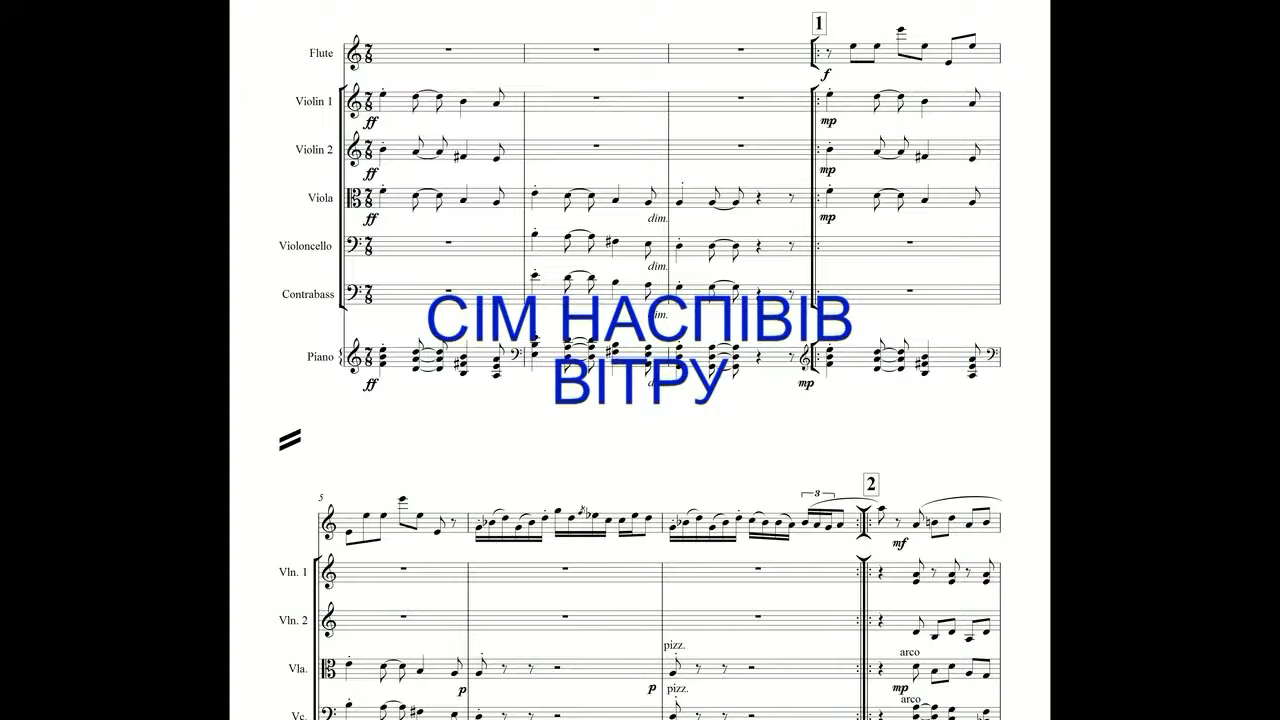 1
Flute
f
Violin 1
ff
mp
Violin 2
ff
mp
Viola
ff
dim.
mp
Violoncello
dim.
Contrabass
dim.
СІМ НАСПІВІВ
ВІТРУ
Piano
ff
mp
5
3
2
mf
Vln. 1
Vln. 2
pizz.
arco
Vla.
p
p
pizz.
mp
arco
Vc.